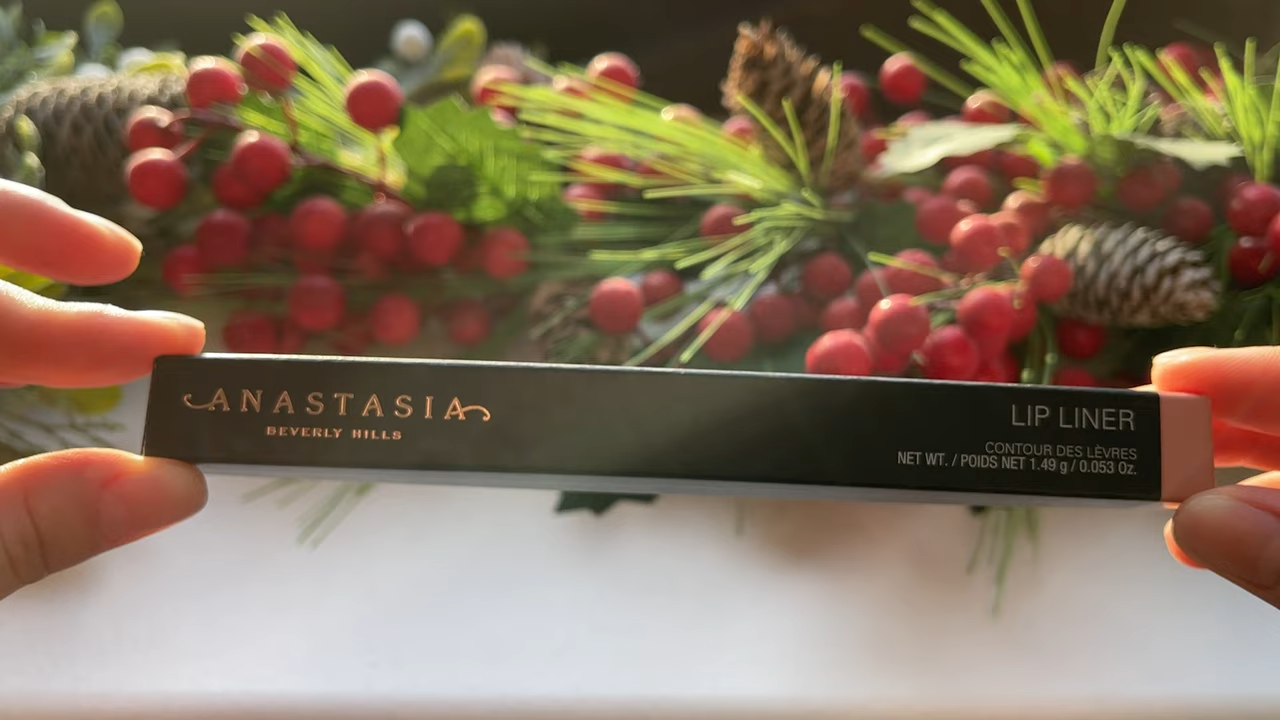 ANASTASIA
BEVERLY HILLS
LIP LINER
CONTOUR DES LÈVRES
NET WT. / POIDS NET 1.49 g / 0.053 Oz.